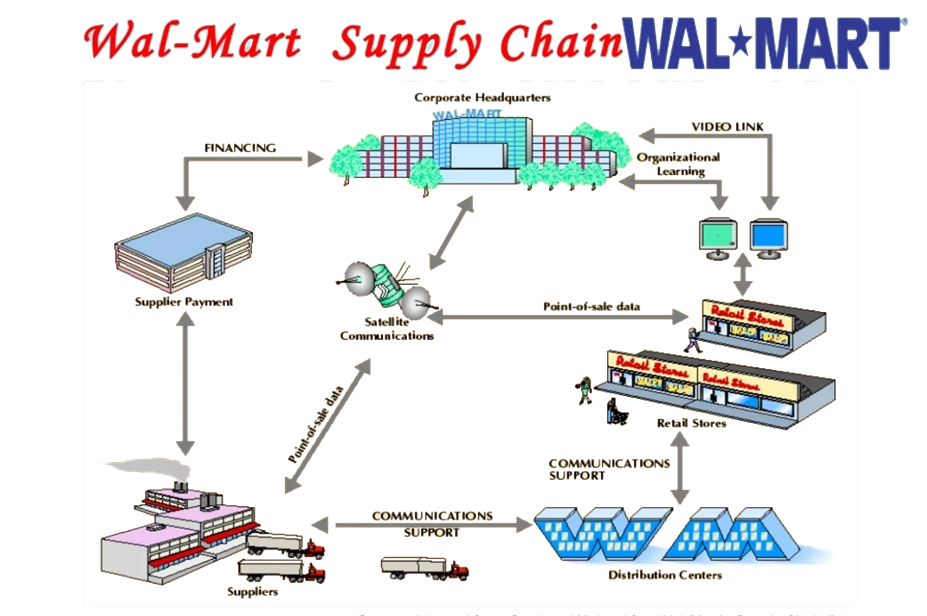 Wal-Mart Supply Chain
WAL★MART®
Corporate Headquarters
WAL-MART
FINANCING
VIDEO LINK
Organizational
Learning
Supplier Payment
Satellite
Communications
Point-of-sale data
Retail Stores
Retail Stores
Retail Stores
Retail Stores
Point-of-sale data
COMMUNICATIONS
SUPPORT
COMMUNICATIONS
SUPPORT
WM
Distribution Centers
Suppliers